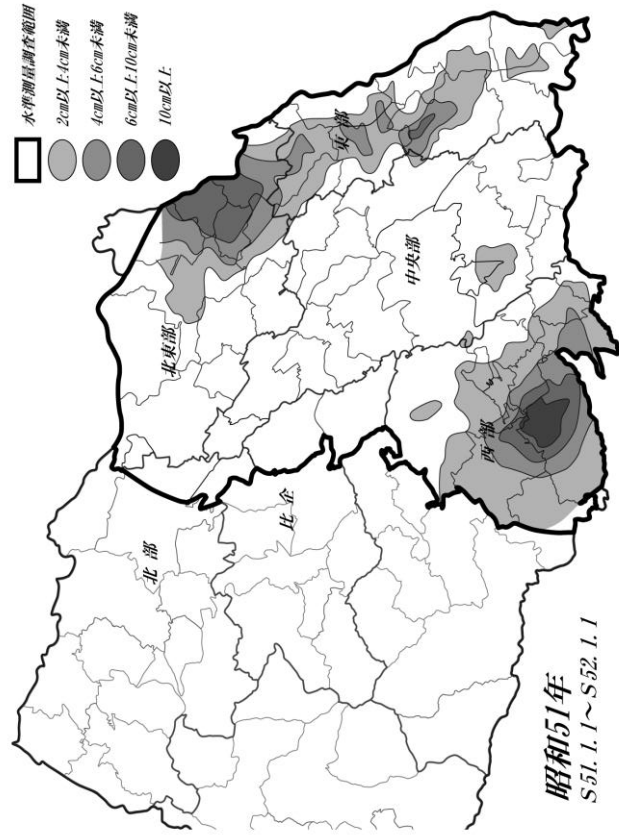 水準測量調査範囲
2cm以上4cm未満
4cm以上6cm未満
6cm以上10cm未満
10cm以上
北部
北東部
東部
比企
中央部
西部
昭和51年
S51.1.1～S52.1.1